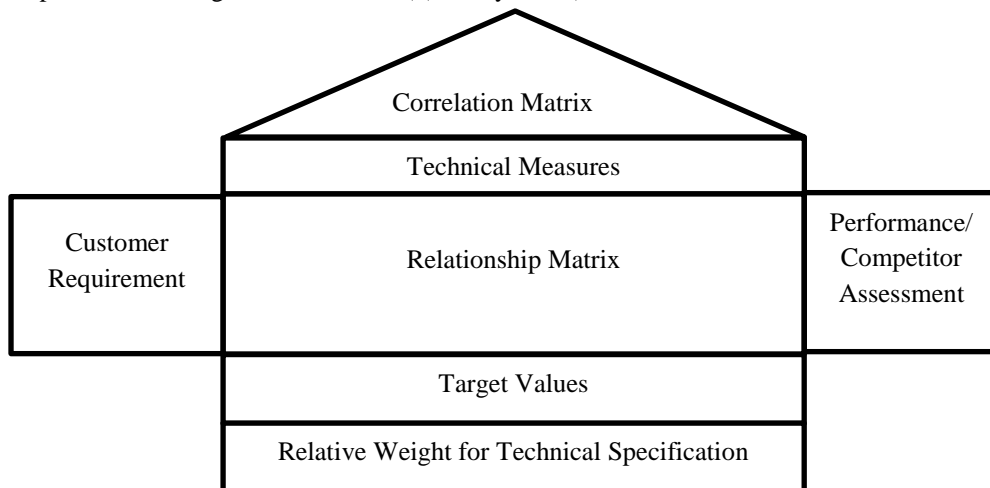 Correlation Matrix
Technical Measures
Customer
Requirement
Relationship Matrix
Performance/
Competitor
Assessment
Target Values
Relative Weight for Technical Specification